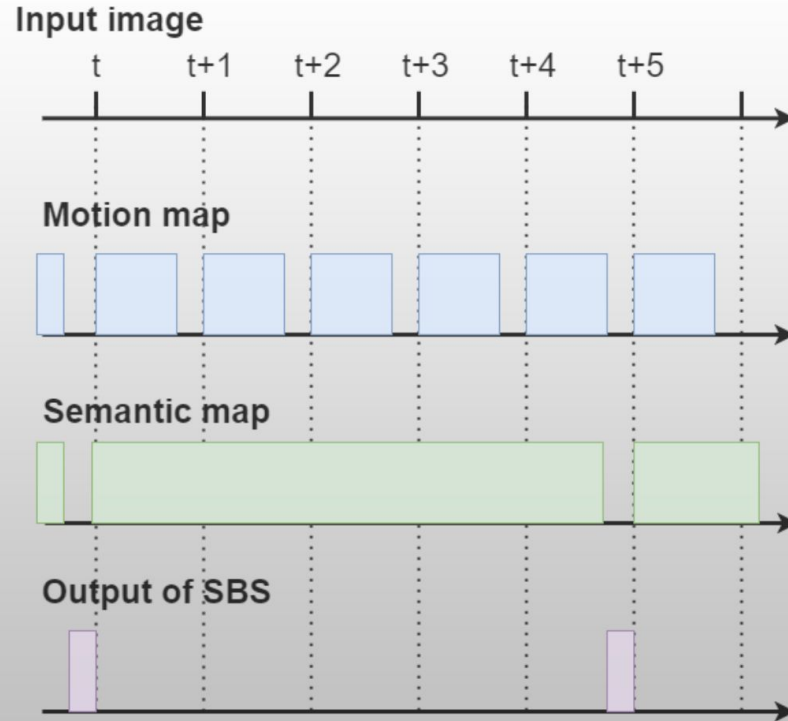 Input image
t t+1 t+2 t+3 t+4 t+5
Motion map
Semantic map
Output of SBS